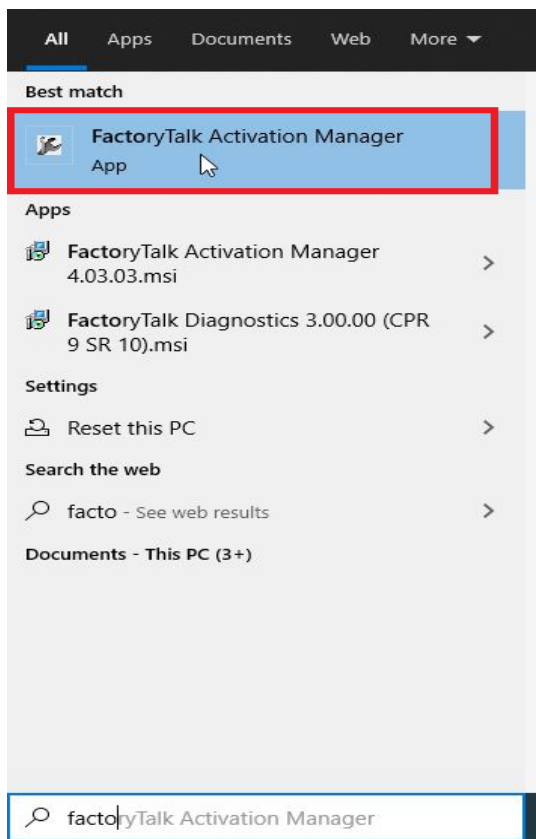 All Apps Documents Web More
Best match
FactoryTalk Activation Manager
App
Apps
FactoryTalk Activation Manager
4.03.03.msi
FactoryTalk Diagnostics 3.00.00 (CPR
9 SR 10).msi
Settings
Reset this PC
Search the web
facto - See web results
Documents - This PC (3+)
factoryTalk Activation Manager